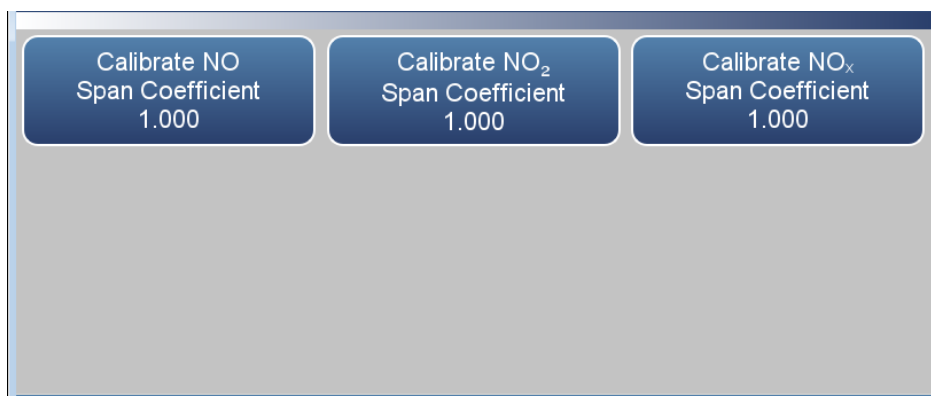 Calibrate NO
Span Coefficient
1.000
Calibrate NO₂
Span Coefficient
1.000
Calibrate NOₓ
Span Coefficient
1.000